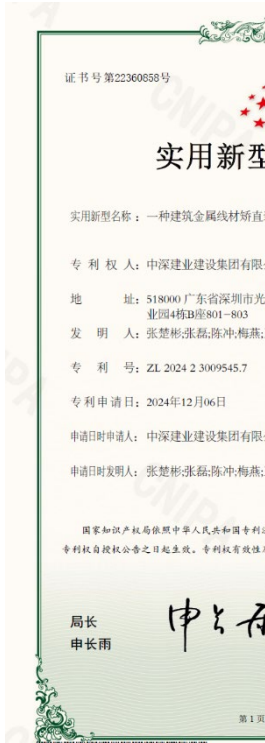 证书号第22360858号
实用新型
实用新型名称：一种建筑金属线材矫直
专利权人：中深建业建设集团有限
地址：518000 广东省深圳市光
业园4栋B座801-803
发明人：张楚彬;张磊;陈冲;梅燕;
专利号：ZL 2024 2 3009545.7
专利申请日：2024年12月06日
申请日时申请人：中深建业建设集团有限
申请日时发明人：张楚彬;张磊;陈冲;梅燕;
国家知识产权局依照中华人民共和国专利
专利权自授权公告之日起生效。专利权有效性
局长
申长雨
申长雨
第1页
CNIPA
CNIPA
CNIPA